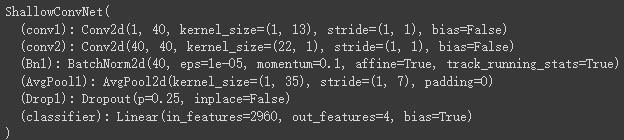 ShallowConvNet(
  (conv1): Conv2d(1, 40, kernel_size=(1, 13), stride=(1, 1), bias=False)
  (conv2): Conv2d(40, 40, kernel_size=(22, 1), stride=(1, 1), bias=False)
  (Bn1): BatchNorm2d(40, eps=1e-05, momentum=0.1, affine=True, track_running_stats=True)
  (AvgPool1): AvgPool2d(kernel_size=(1, 35), stride=(1, 7), padding=0)
  (Drop1): Dropout(p=0.25, inplace=False)
  (classifier): Linear(in_features=2960, out_features=4, bias=True)
)